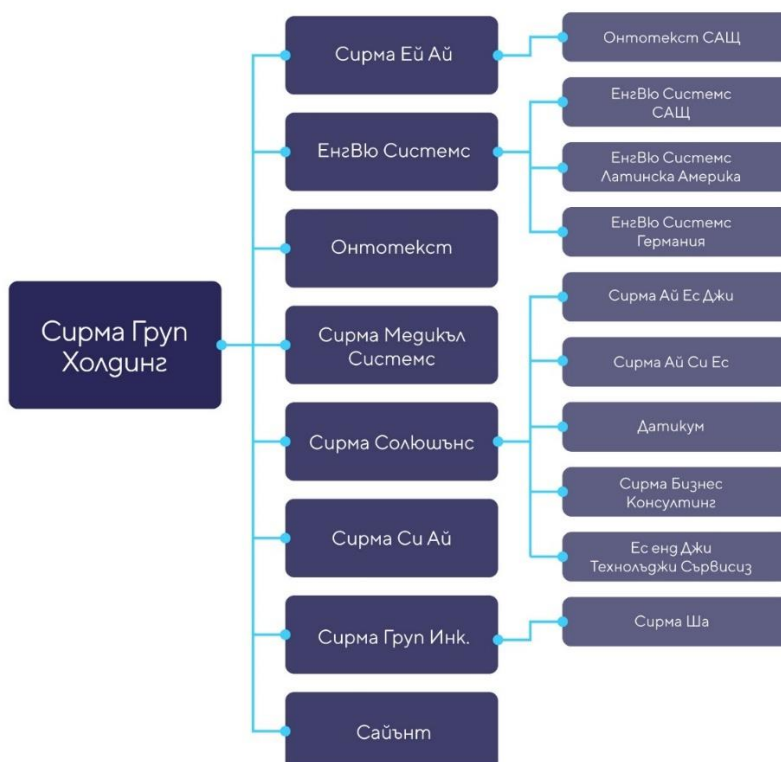 Сирма Груп
Холдинг
Сирма Ей Ай
ЕнгВю Системс
Онтотекст
Сирма Медикъл
Системс
Сирма Солюшънс
Сирма Си Ай
Сирма Груп Инк.
Сайънт
Онтотекст САЩ
ЕнгВю Системс
САЩ
ЕнгВю Системс
Латинска Америка
ЕнгВю Системс
Германия
Сирма Ай Ес Джи
Сирма Ай Си Ес
Датикум
Сирма Бизнес
Консултинг
Ес енд Джи
Технолъджи Сървисиз
Сирма Ша